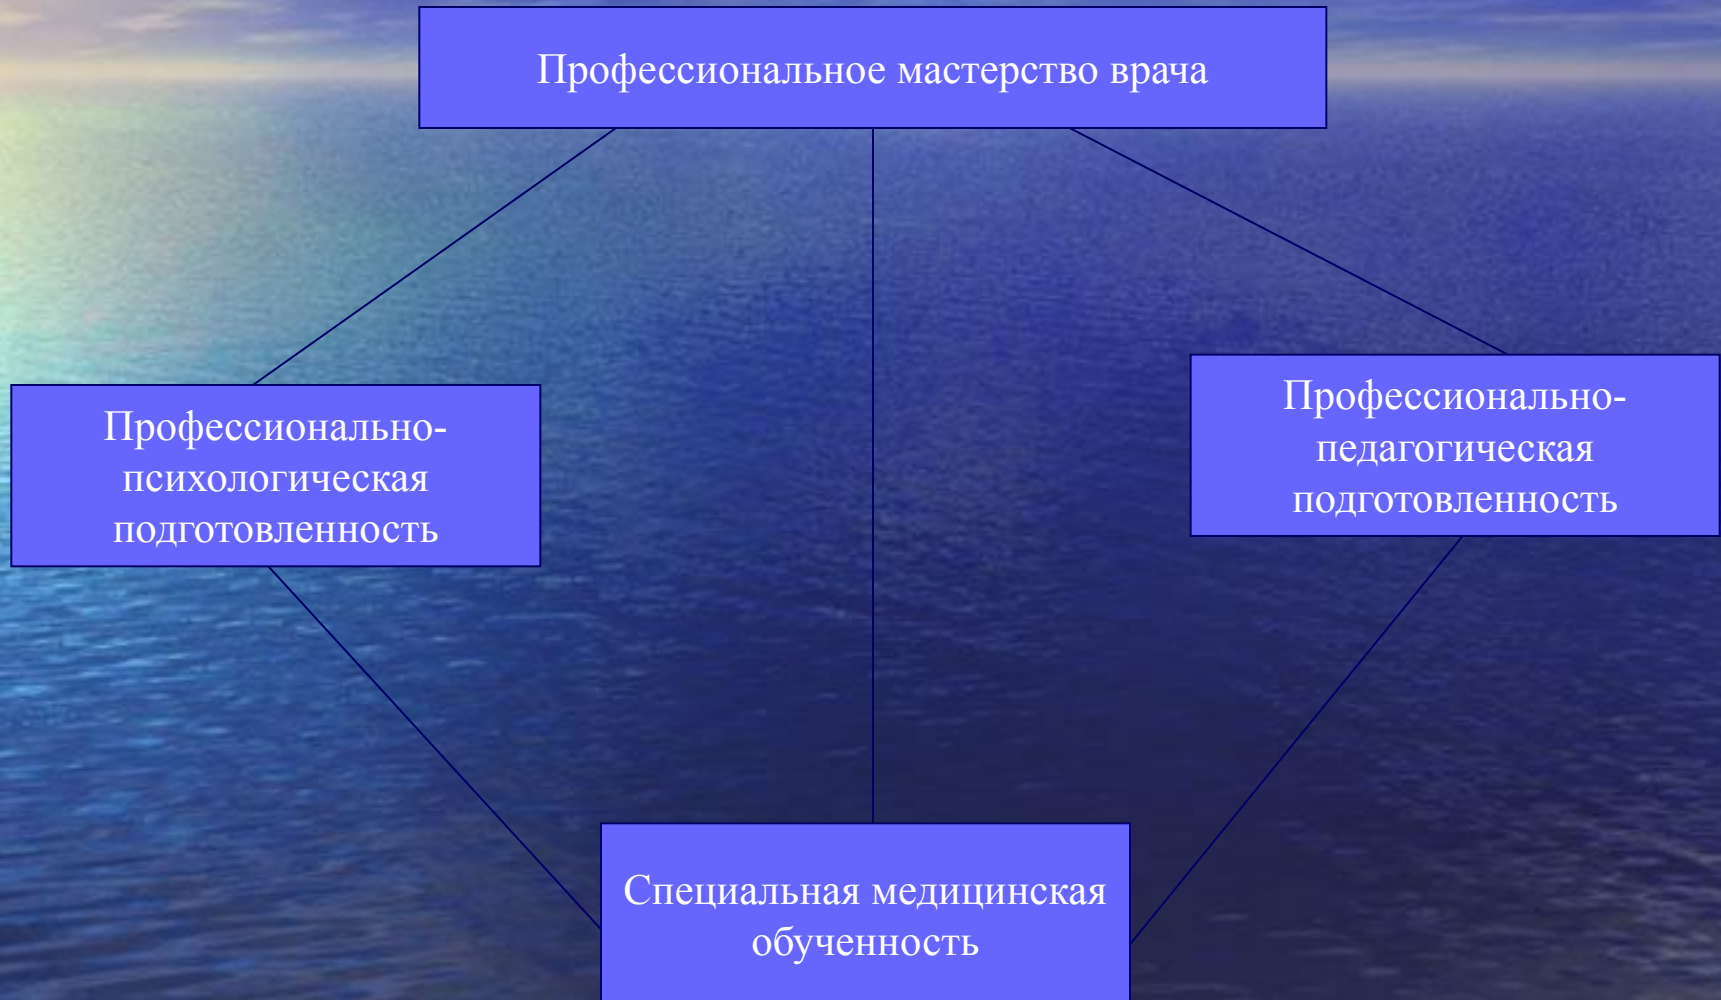 Профессиональное мастерство врача
Профессионально-
психологическая
подготовленность
Профессионально-
педагогическая
подготовленность
Специальная медицинская
обученность